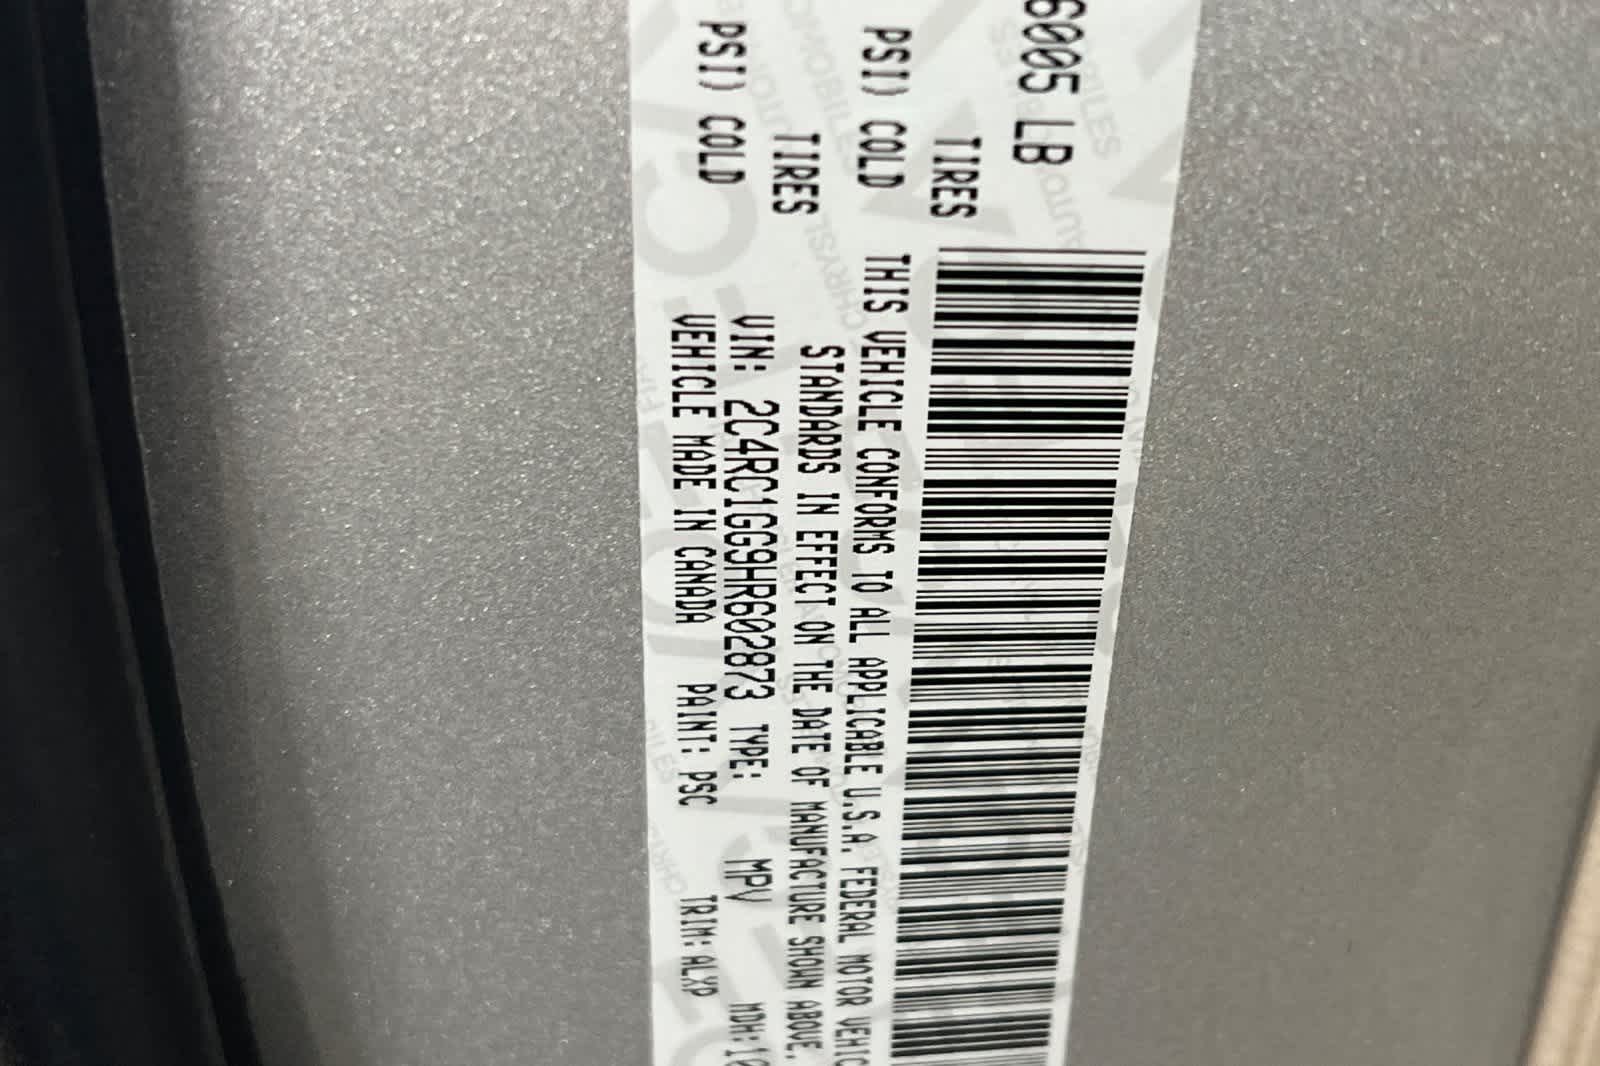 6005 LB
TIRES
PSI) COLD
TIRES
PSI) COLD
THIS VEHICLE CONFORMS TO ALL APPLICABLE U.S.A. FEDERAL MOTOR VEHIC
STANDARDS IN EFFECT ON THE DATE OF MANUFACTURE SHOWN ABOVE.
VIN: 2C4RC1GG9HR602873 TYPE: MPV MDH:10
VEHICLE MADE IN CANADA PAINT: PSC TRIM: ALXP